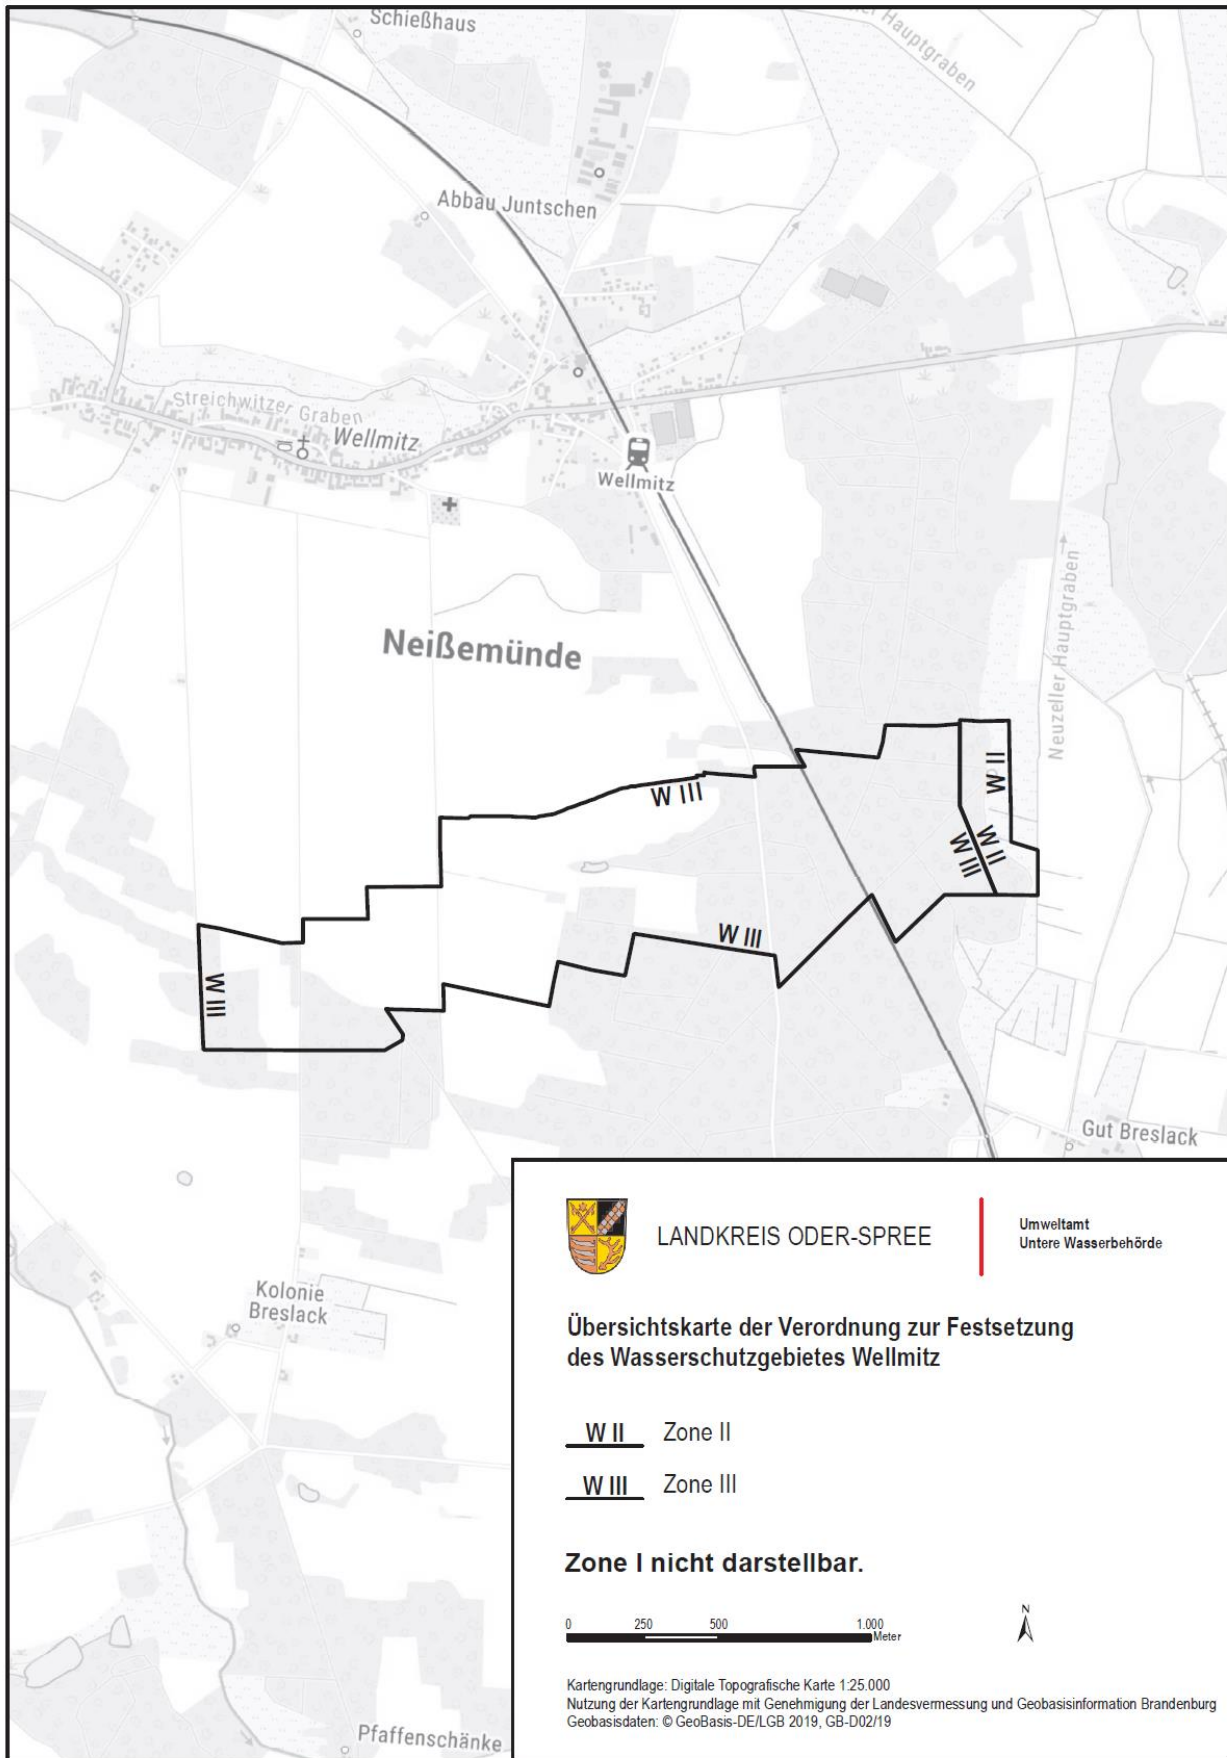 Schießhaus
er Hauptgraben
Abbau Juntschen
Streichwitzer Graben
Wellmitz
Wellmitz
Neißemünde
Neuzeller Hauptgraben
W II
W III
W II
W III
W III
W III
Gut Breslack
Kolonie
Breslack
Pfaffenschänke
LANDKREIS ODER-SPREE
Umweltamt
Untere Wasserbehörde
Übersichtskarte der Verordnung zur Festsetzung
des Wasserschutzgebietes Wellmitz
W II Zone II
W III Zone III
Zone I nicht darstellbar.
0 250 500 1.000
Meter
N
Kartengrundlage: Digitale Topografische Karte 1:25.000
Nutzung der Kartengrundlage mit Genehmigung der Landesvermessung und Geobasisinformation Brandenburg
Geobasisdaten: © GeoBasis-DE/LGB 2019, GB-D02/19